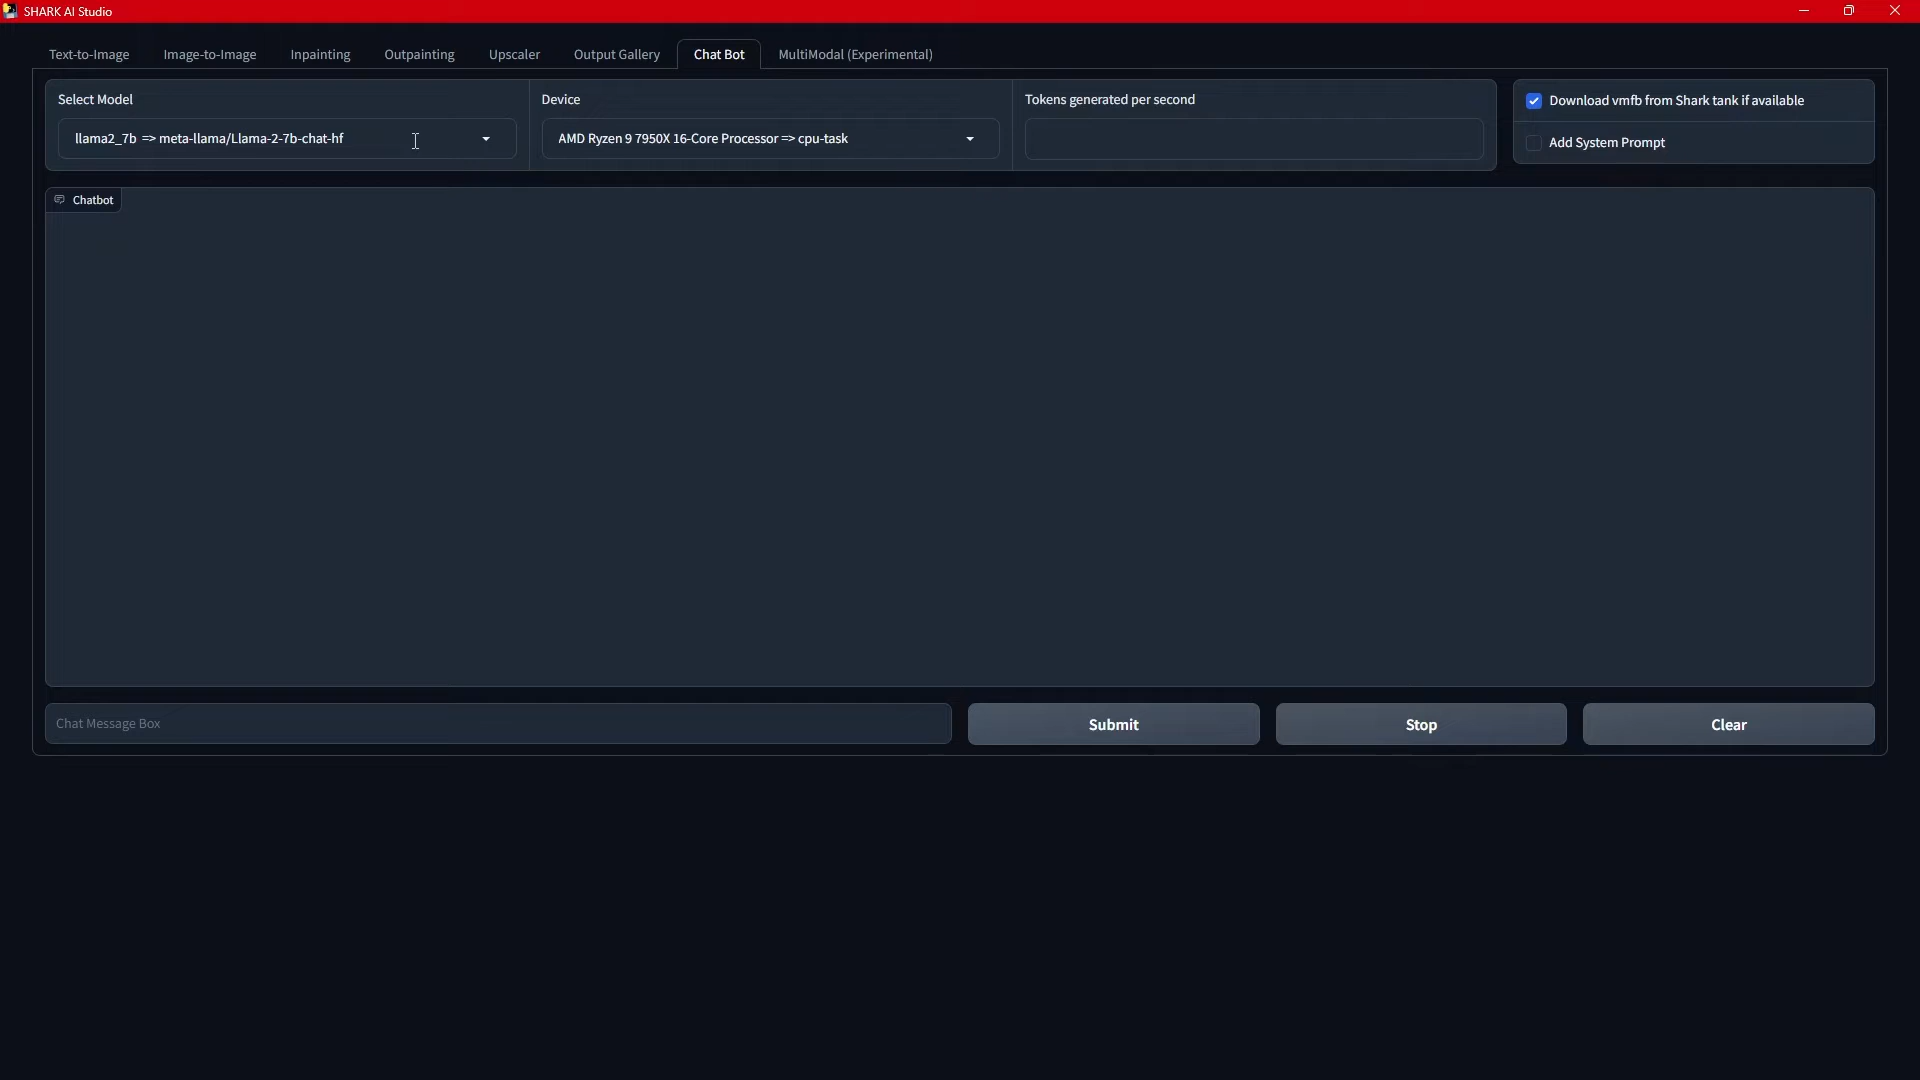 SHARK AI Studio
Text-to-Image Image-to-Image Inpainting Outpainting Upscaler Output Gallery Chat Bot MultiModal (Experimental)
Select Model Device Tokens generated per second Download vmfb from Shark tank if available
llama2_7b => meta-llama/Llama-2-7b-chat-hf AMD Ryzen 9 7950X 16-Core Processor => cpu-task Add System Prompt
Chatbot
Chat Message Box Submit Stop Clear